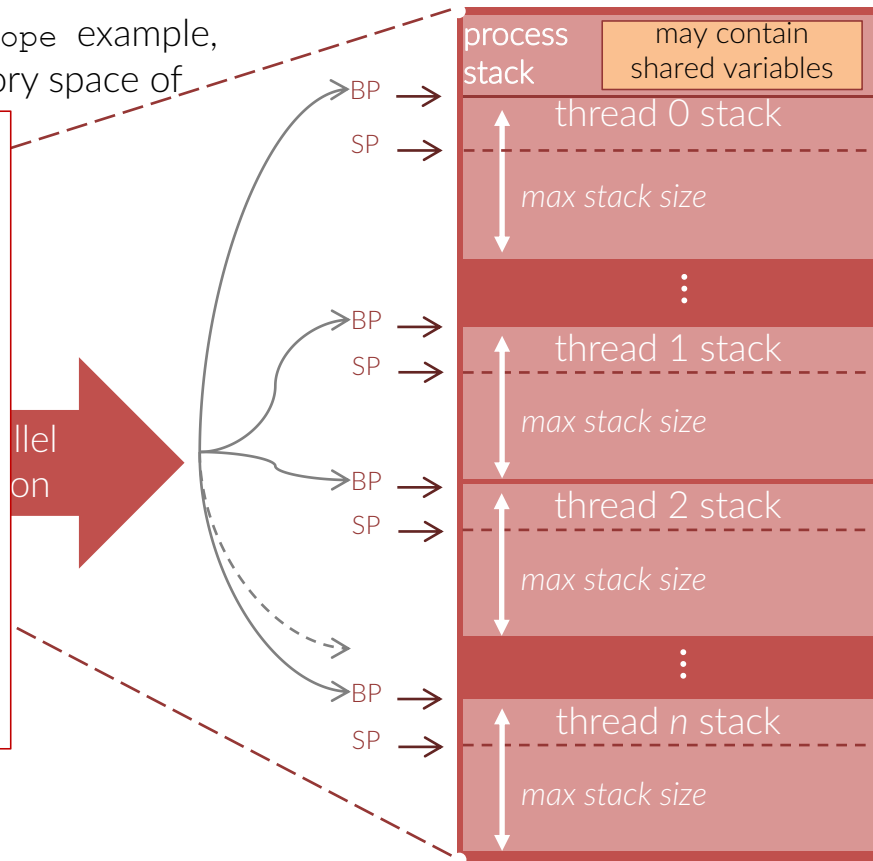 ope example,
ory space of
process
stack
may contain
shared variables
BP
thread 0 stack
SP
max stack size
⋮
BP
thread 1 stack
SP
max stack size
llel
on
BP
thread 2 stack
SP
max stack size
⋮
BP
thread n stack
SP
max stack size